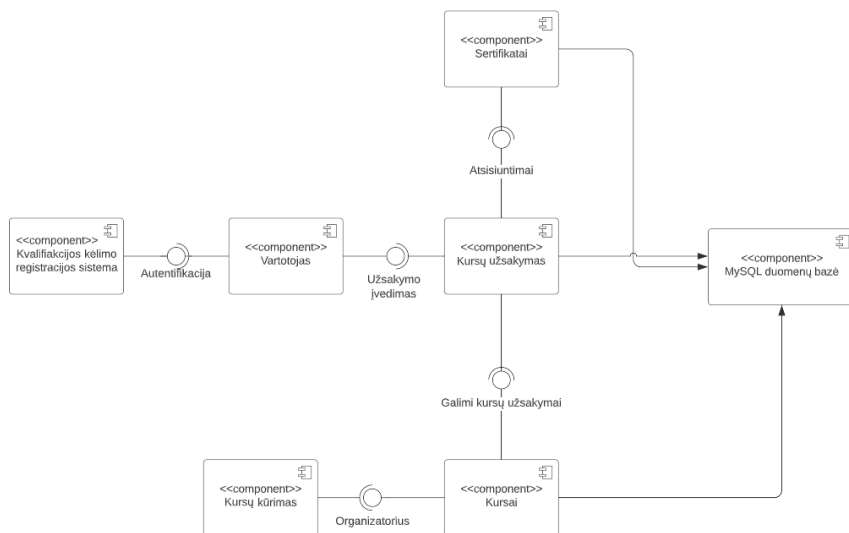 <<component>>
Sertifikatai
Atsisiuntimai
<<component>>
Kvalifiakcijos kėlimo
registracijos sistema
Autentifikacija
<<component>>
Vartotojas
Užsakymo
įvedimas
<<component>>
Kursų užsakymas
<<component>>
MySQL duomenų bazė
Galimi kursų užsakymai
<<component>>
Kursų kūrimas
Organizatorius
<<component>>
Kursai